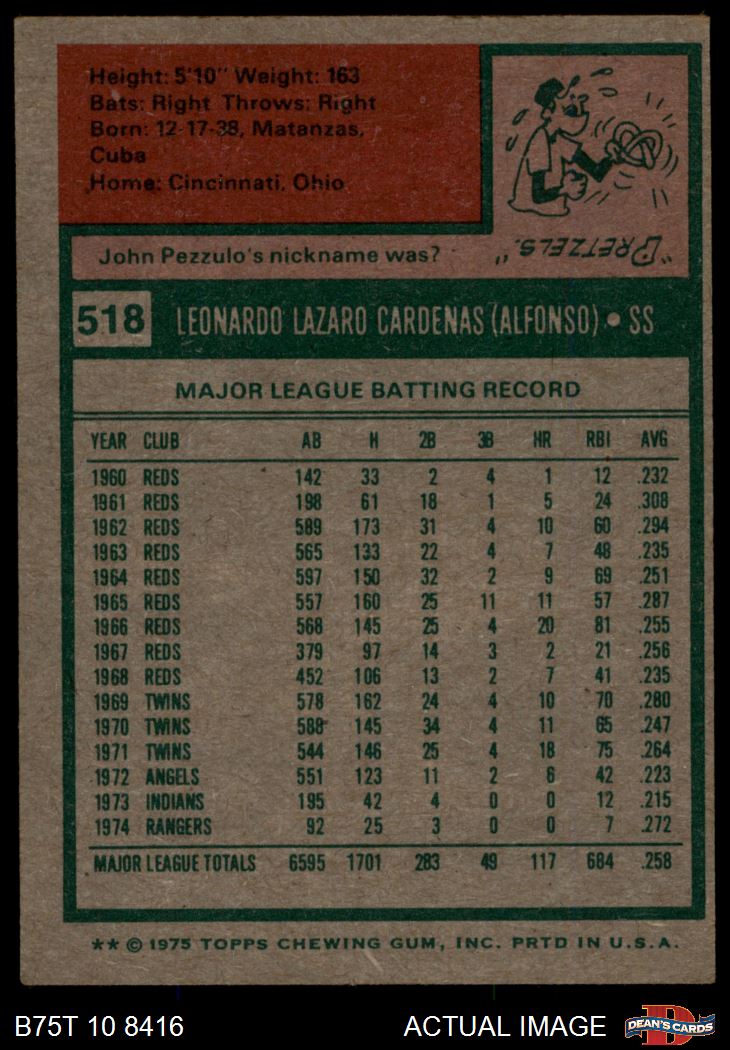 Height: 5'10" Weight: 163
Bats: Right Throws: Right
Born: 12-17-38, Matanzas,
Cuba
Home: Cincinnati, Ohio
John Pezzulo's nickname was?
"PRETZELS."
518 LEONARDO LAZARO CARDENAS (ALFONSO) • SS
MAJOR LEAGUE BATTING RECORD
YEAR CLUB AB H 2B 3B HR RBI AVG
1960 REDS 142 33 2 4 1 12 .232
1961 REDS 198 61 18 1 5 24 .308
1962 REDS 589 173 31 4 10 60 .294
1963 REDS 565 133 22 4 7 48 .235
1964 REDS 597 150 32 2 9 69 .251
1965 REDS 557 160 25 11 11 57 .287
1966 REDS 568 145 25 4 20 81 .255
1967 REDS 379 97 14 3 2 21 .256
1968 REDS 452 106 13 2 7 41 .235
1969 TWINS 578 162 24 4 10 70 .280
1970 TWINS 588 145 34 4 11 65 .247
1971 TWINS 544 146 25 4 18 75 .264
1972 ANGELS 551 123 11 2 6 42 .223
1973 INDIANS 195 42 4 0 0 12 .215
1974 RANGERS 92 25 3 0 0 7 .272
MAJOR LEAGUE TOTALS 6595 1701 283 49 117 684 .258
** © 1975 TOPPS CHEWING GUM, INC. PRTD IN U.S.A.
B75T 10 8416 ACTUAL IMAGE
D
DEAN'S CARDS